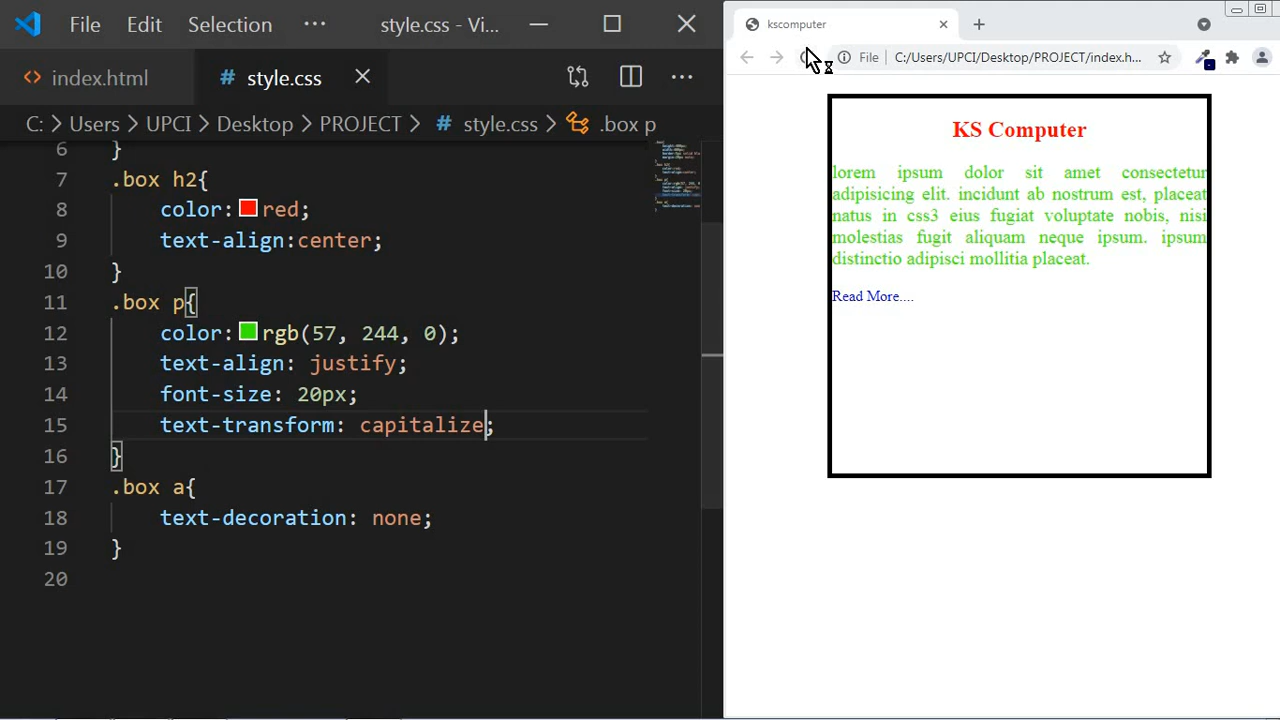 File Edit Selection ··· style.css - Vi...
index.html # style.css ···
C: > Users > UPCI > Desktop > PROJECT > # style.css > .box p
6 }
7 .box h2{
8 color: red;
9 text-align:center;
10 }
11 .box p{
12 color: rgb(57, 244, 0);
13 text-align: justify;
14 font-size: 20px;
15 text-transform: capitalize;
16 }
17 .box a{
18 text-decoration: none;
19 }
20
kscomputer
File C:/Users/UPCI/Desktop/PROJECT/index.h...
KS Computer
lorem ipsum dolor sit amet consectetur
adipisicing elit. incidunt ab nostrum est, placeat
natus in css3 eius fugiat voluptate nobis, nisi
molestias fugit aliquam neque ipsum. ipsum
distinctio adipisci mollitia placeat.
Read More....